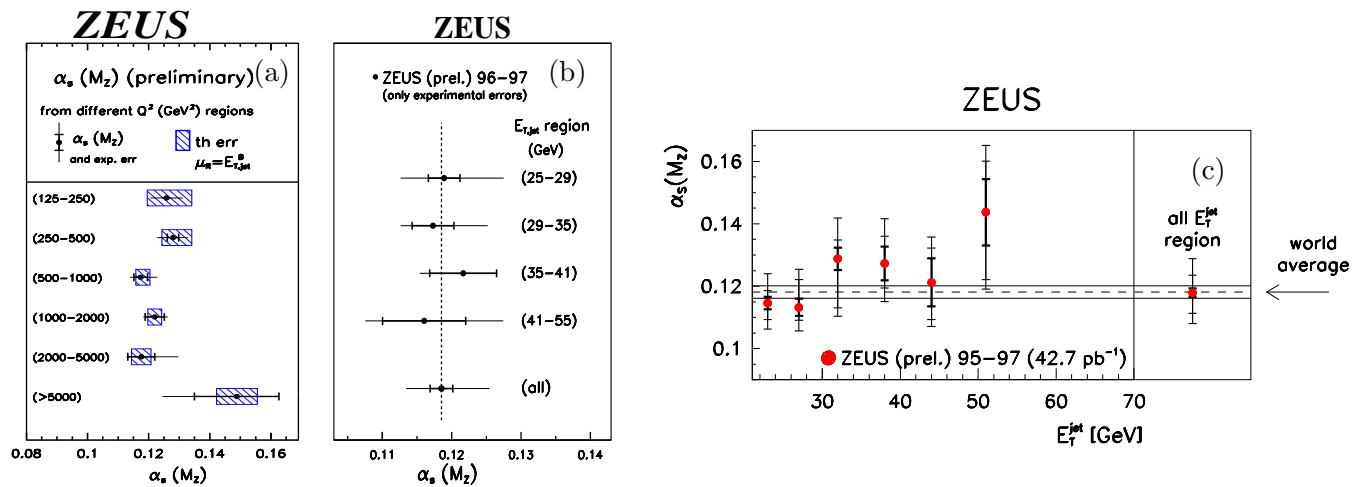 ZEUS
(a)
αs (MZ) (preliminary)
from different Q² (GeV²) regions
αs (MZ)
and exp. err
th err
μR=E^B_T,jet
(125−250)
(250−500)
(500−1000)
(1000−2000)
(2000−5000)
(>5000)
0.08 0.1 0.12 0.14 0.16
αs (MZ)
ZEUS
(b)
ZEUS (prel.) 96−97
(only experimental errors)
E_T,jet region
(GeV)
(25−29)
(29−35)
(35−41)
(41−55)
(all)
0.11 0.12 0.13 0.14
αs (MZ)
ZEUS
(c)
αs(MZ)
0.16
0.14
0.12
0.1
all E_T^jet
region
world
average
ZEUS (prel.) 95−97 (42.7 pb⁻¹)
30 40 50 60 70
E_T^jet [GeV]